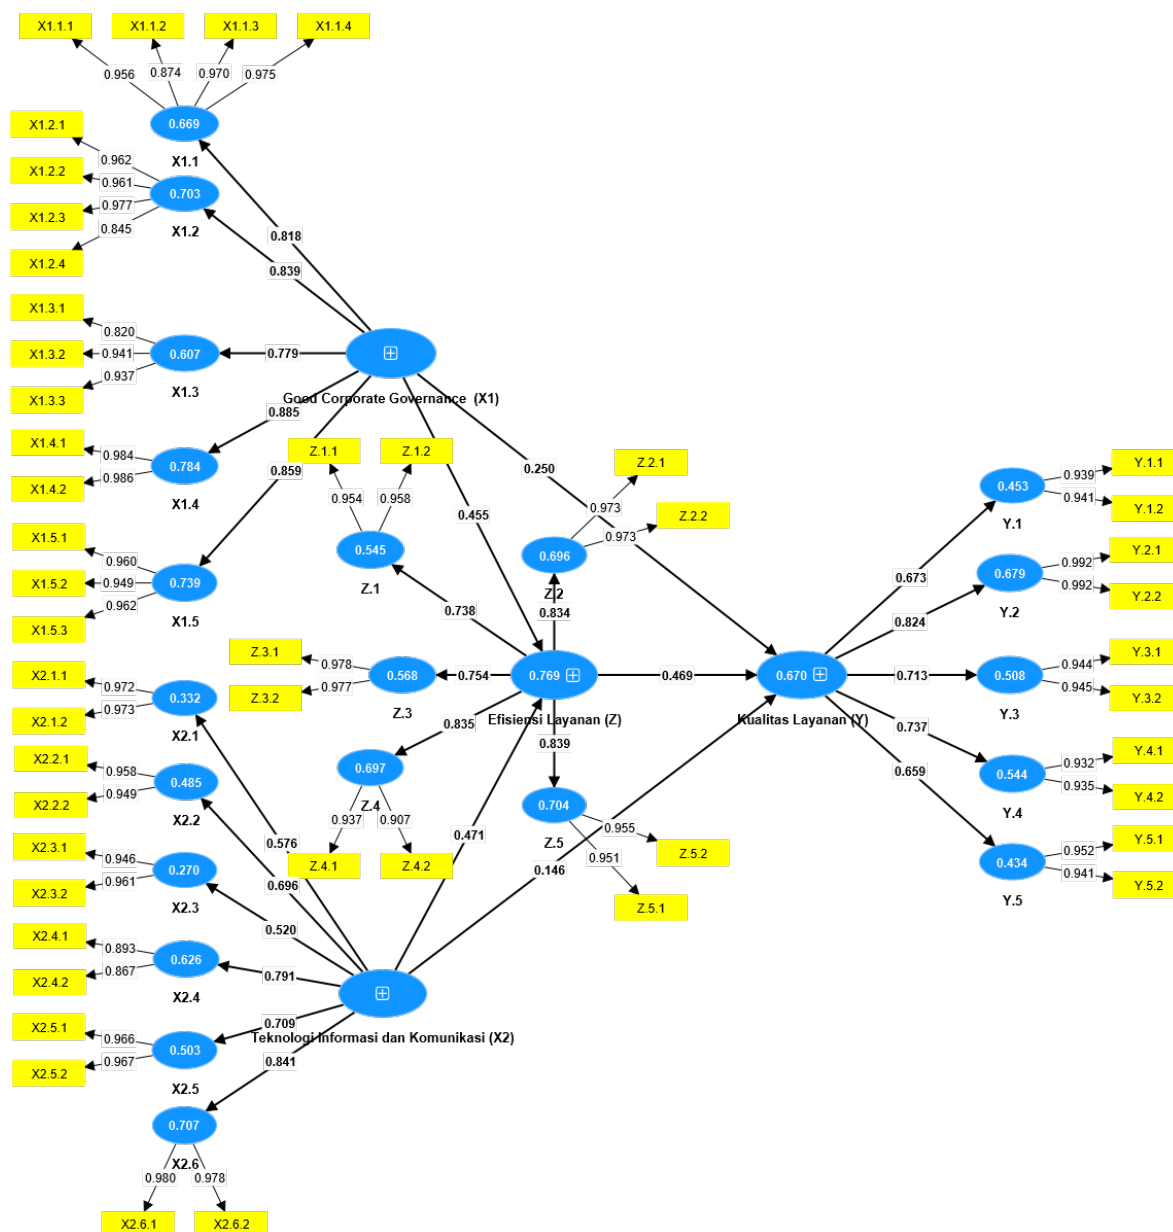 X1.1.1
X1.1.2
X1.1.3
X1.1.4
0.956
0.874
0.970
0.975
0.669
X1.1
X1.2.1
X1.2.2
X1.2.3
X1.2.4
0.962
0.961
0.977
0.845
0.703
X1.2
0.818
0.839
X1.3.1
X1.3.2
X1.3.3
0.820
0.941
0.937
0.607
X1.3
0.779
Good Corporate Governance (X1)
0.885
X1.4.1
X1.4.2
0.984
0.986
0.784
X1.4
0.859
X1.5.1
X1.5.2
X1.5.3
0.960
0.949
0.962
0.739
X1.5
Z.1.1
Z.1.2
0.954
0.958
0.545
Z.1
0.455
0.250
Z.2.1
Z.2.2
0.973
0.973
0.696
Z.2
0.834
0.738
Z.3.1
Z.3.2
0.978
0.977
0.568
Z.3
0.754
0.769
Efisiensi Layanan (Z)
0.469
0.670
Kualitas Layanan (Y)
0.835
0.839
0.697
Z.4
0.937
0.907
Z.4.1
Z.4.2
0.704
Z.5
0.955
0.951
Z.5.2
Z.5.1
0.471
0.146
Y.1.1
Y.1.2
0.939
0.941
0.453
Y.1
0.673
Y.2.1
Y.2.2
0.992
0.992
0.679
Y.2
0.824
Y.3.1
Y.3.2
0.944
0.945
0.508
Y.3
0.713
Y.4.1
Y.4.2
0.932
0.935
0.544
Y.4
0.737
Y.5.1
Y.5.2
0.952
0.941
0.434
Y.5
0.659
X2.1.1
X2.1.2
0.972
0.973
0.332
X2.1
0.576
X2.2.1
X2.2.2
0.958
0.949
0.485
X2.2
0.696
X2.3.1
X2.3.2
0.946
0.961
0.270
X2.3
0.520
X2.4.1
X2.4.2
0.893
0.867
0.626
X2.4
0.791
Teknologi Informasi dan Komunikasi (X2)
X2.5.1
X2.5.2
0.966
0.967
0.503
X2.5
0.709
0.841
0.707
X2.6
0.980
0.978
X2.6.1
X2.6.2